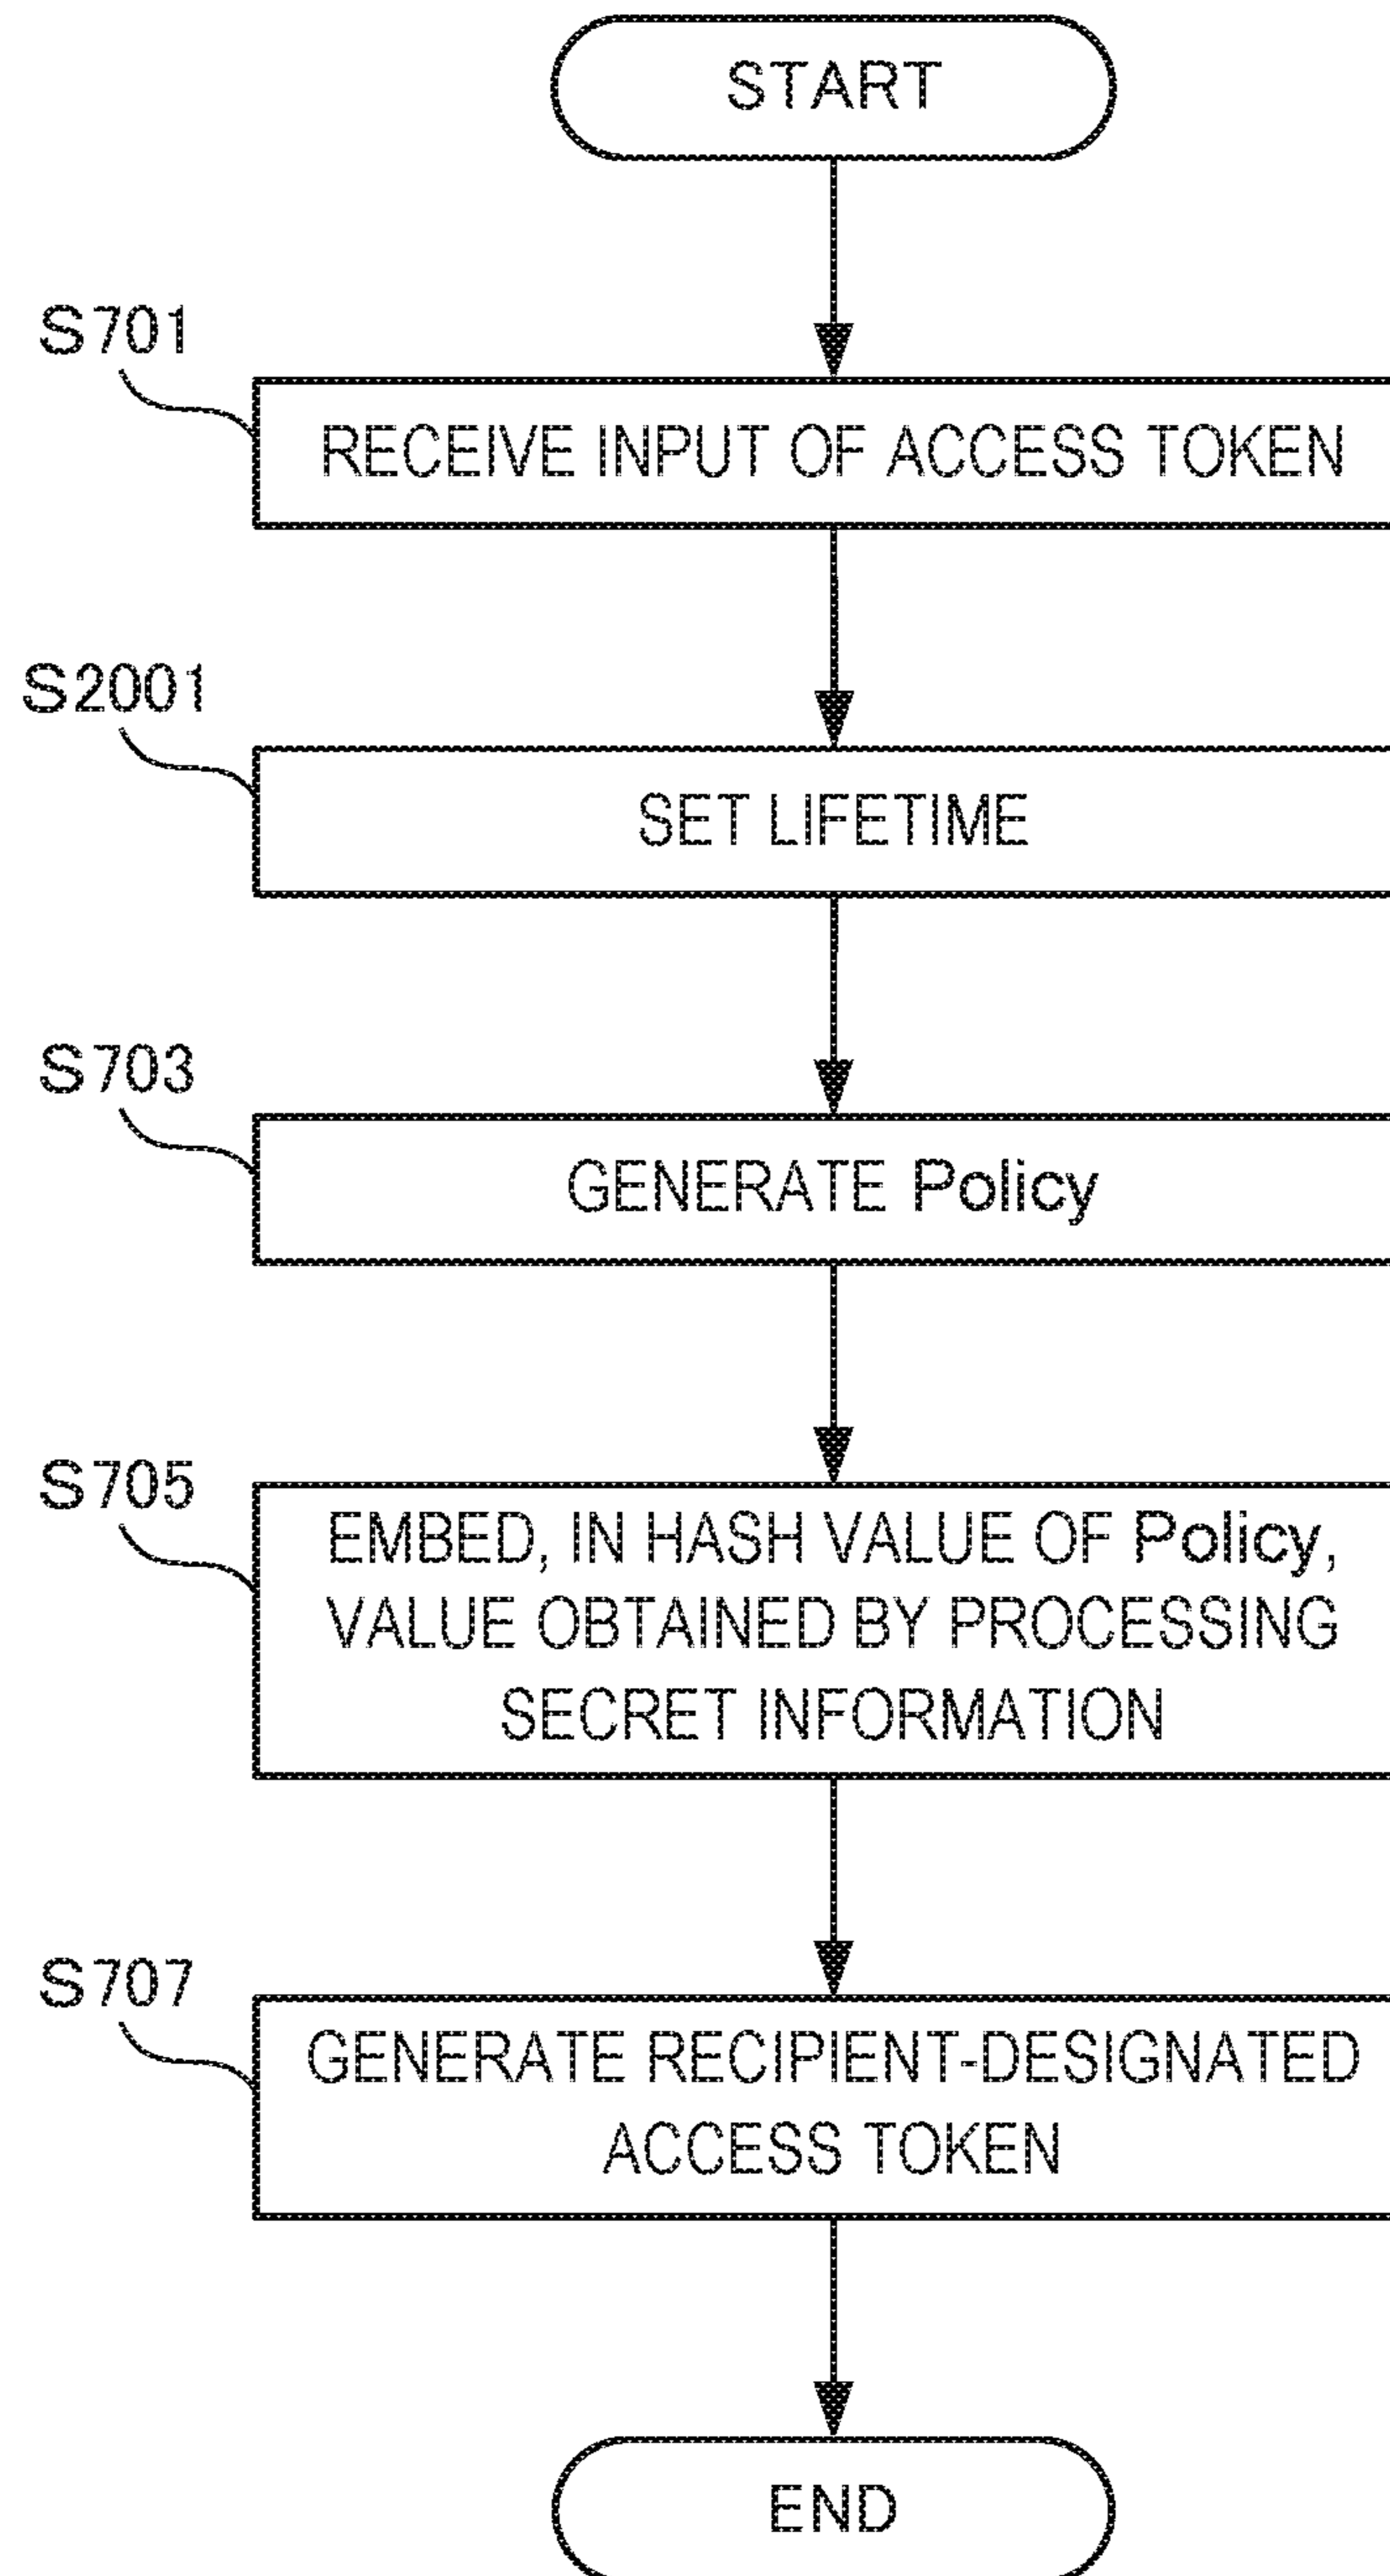 START
S701
RECEIVE INPUT OF ACCESS TOKEN
S2001
SET LIFETIME
S703
GENERATE Policy
S705
EMBED, IN HASH VALUE OF Policy,
VALUE OBTAINED BY PROCESSING
SECRET INFORMATION
S707
GENERATE RECIPIENT-DESIGNATED
ACCESS TOKEN
END